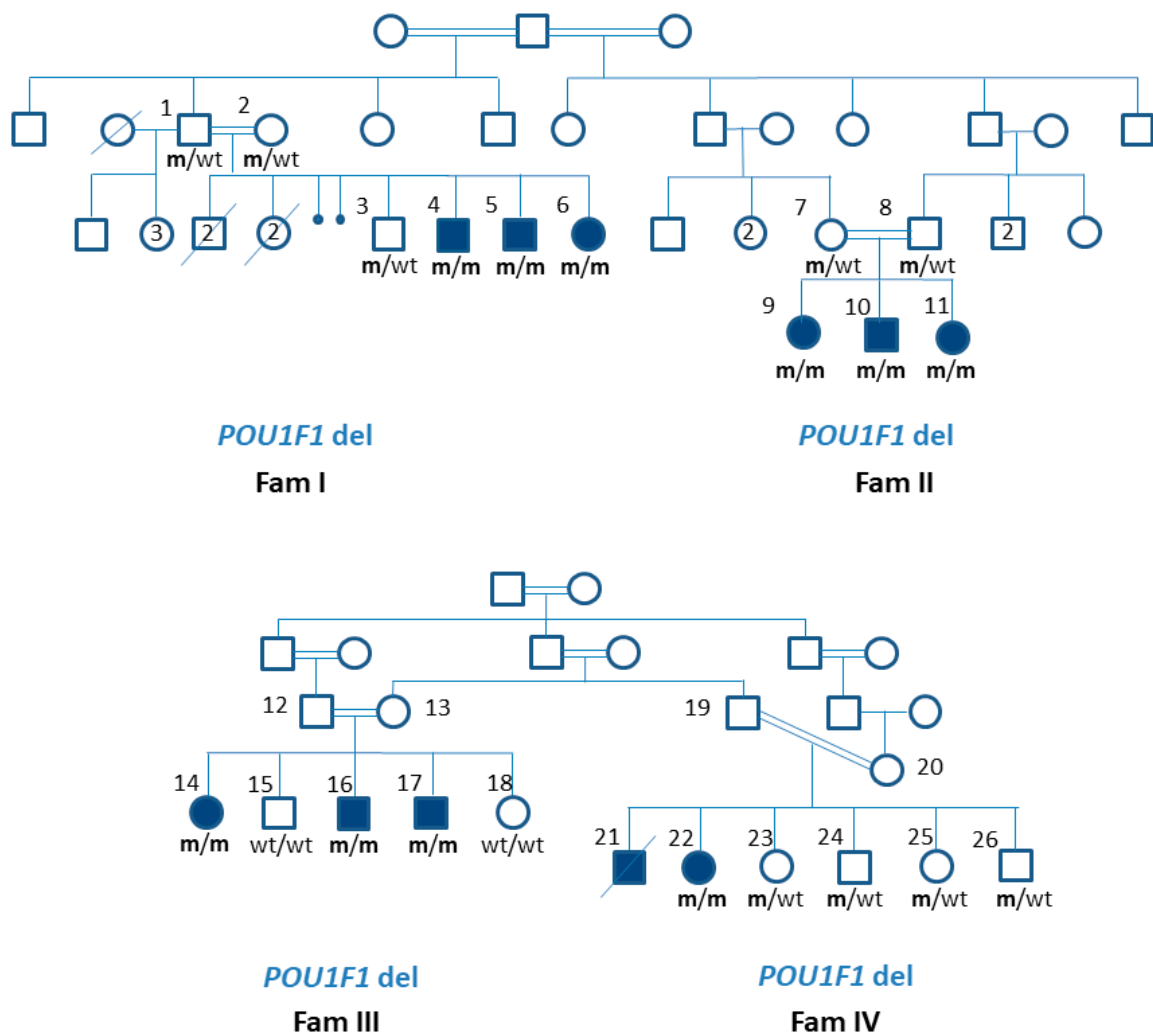 1 2
m/wt m/wt
3 2 2 3 4 5 6 2 7 8 2
m/wt m/m m/m m/m m/wt m/wt
9 10 11
m/m m/m m/m
POU1F1 del POU1F1 del
Fam I Fam II
12 13 19
20
14 15 16 17 18 21 22 23 24 25 26
m/m wt/wt m/m m/m wt/wt m/m m/wt m/wt m/wt m/wt
POU1F1 del POU1F1 del
Fam III Fam IV